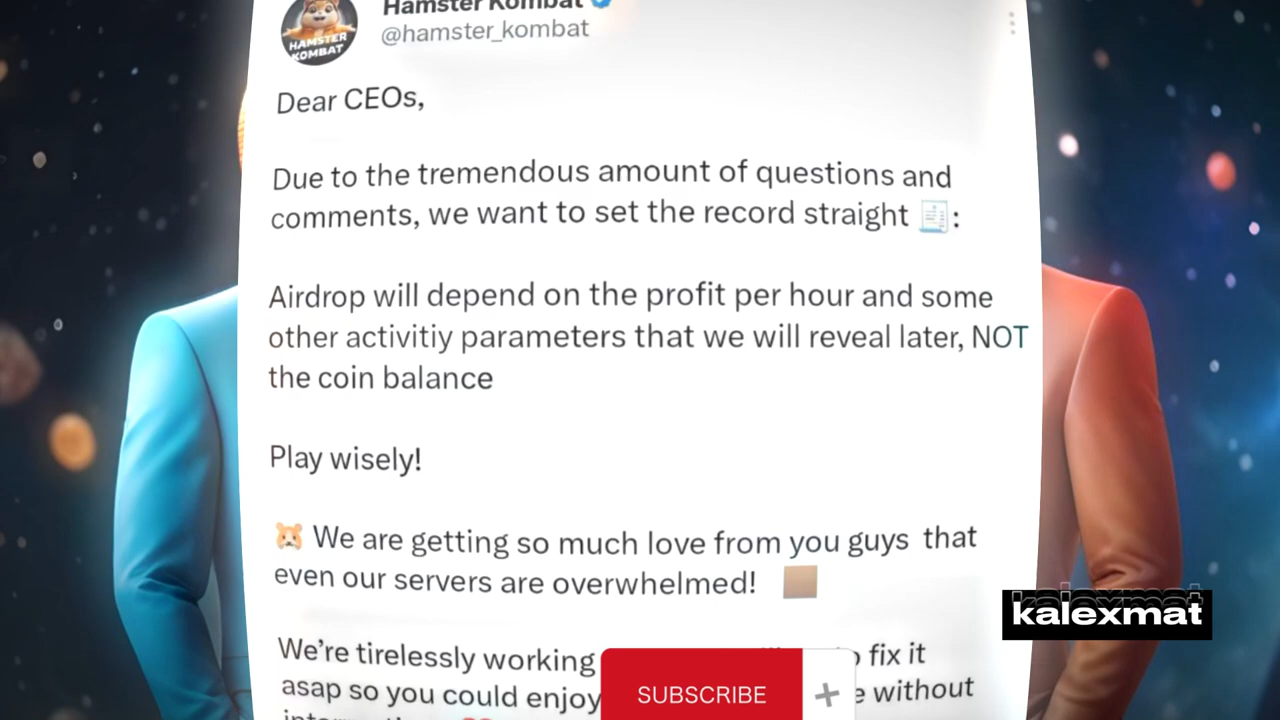 Hamster Kombat
HAMSTER
KOMBAT
@hamster_kombat
Dear CEOs,
Due to the tremendous amount of questions and
comments, we want to set the record straight 📃:
Airdrop will depend on the profit per hour and some
other activitiy parameters that we will reveal later, NOT
the coin balance
Play wisely!
🐹 We are getting so much love from you guys that
even our servers are overwhelmed!
kalexmat
We're tirelessly working fix it
asap so you could enjoy without
SUBSCRIBE +